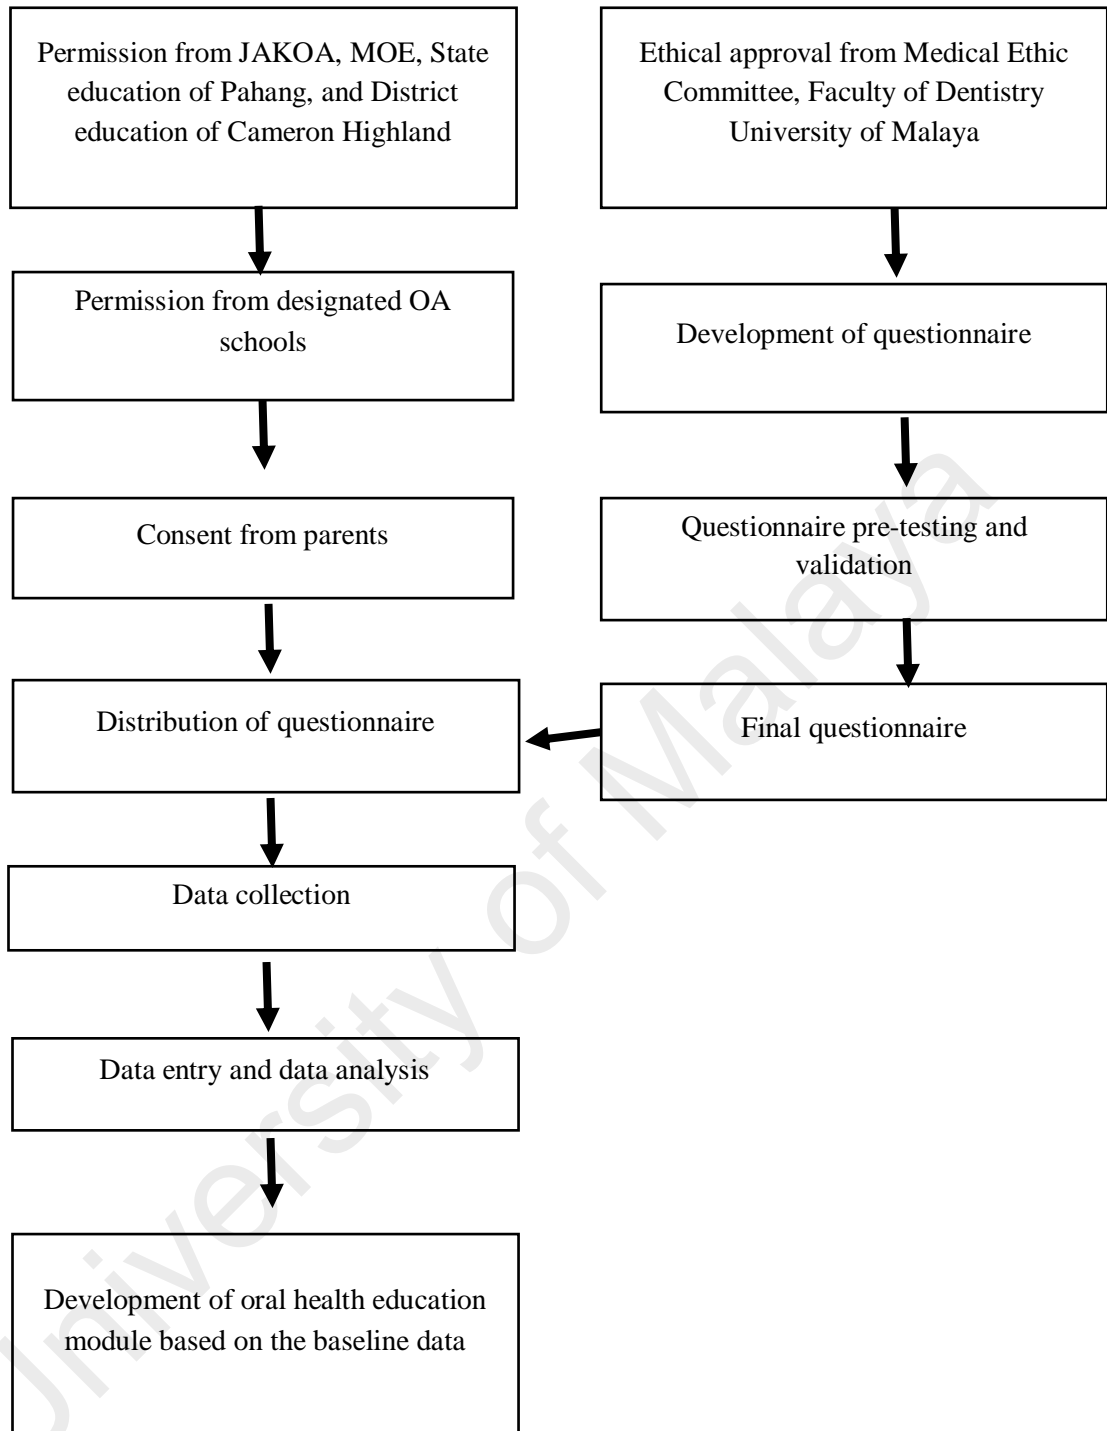 Permission from JAKOA, MOE, State
education of Pahang, and District
education of Cameron Highland
Ethical approval from Medical Ethic
Committee, Faculty of Dentistry
University of Malaya
Permission from designated OA
schools
Development of questionnaire
Consent from parents
Questionnaire pre-testing and
validation
Distribution of questionnaire
Final questionnaire
Data collection
Data entry and data analysis
Development of oral health education
module based on the baseline data
University of Malaya